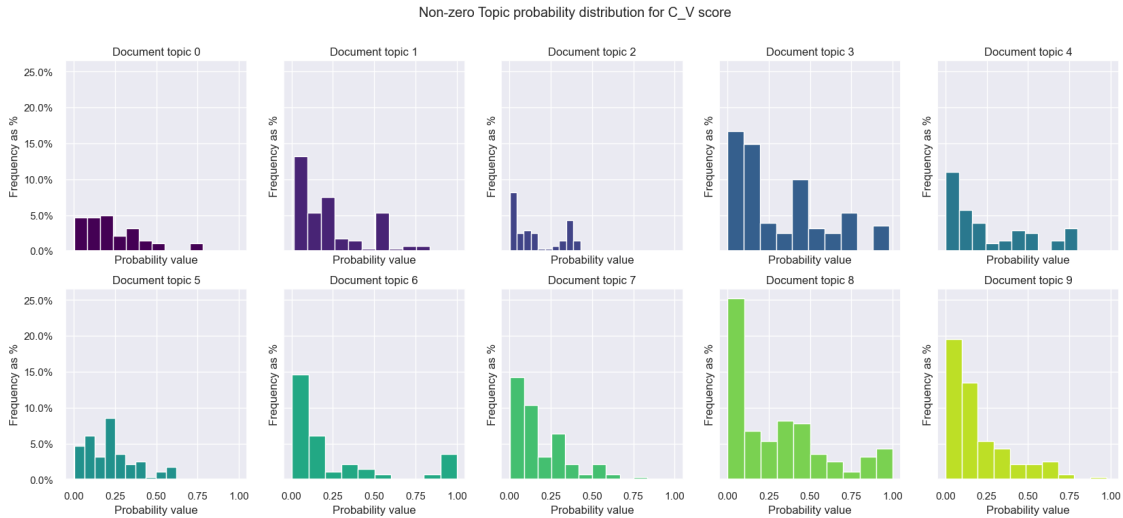 Non-zero Topic probability distribution for C_V score
Document topic 0
Document topic 1
Document topic 2
Document topic 3
Document topic 4
25.0%
20.0%
15.0%
10.0%
5.0%
0.0%
Frequency as %
Frequency as %
Frequency as %
Frequency as %
Frequency as %
Probability value
Probability value
Probability value
Probability value
Probability value
Document topic 5
Document topic 6
Document topic 7
Document topic 8
Document topic 9
25.0%
20.0%
15.0%
10.0%
5.0%
0.0%
Frequency as %
Frequency as %
Frequency as %
Frequency as %
Frequency as %
0.00 0.25 0.50 0.75 1.00
0.00 0.25 0.50 0.75 1.00
0.00 0.25 0.50 0.75 1.00
0.00 0.25 0.50 0.75 1.00
0.00 0.25 0.50 0.75 1.00
Probability value
Probability value
Probability value
Probability value
Probability value